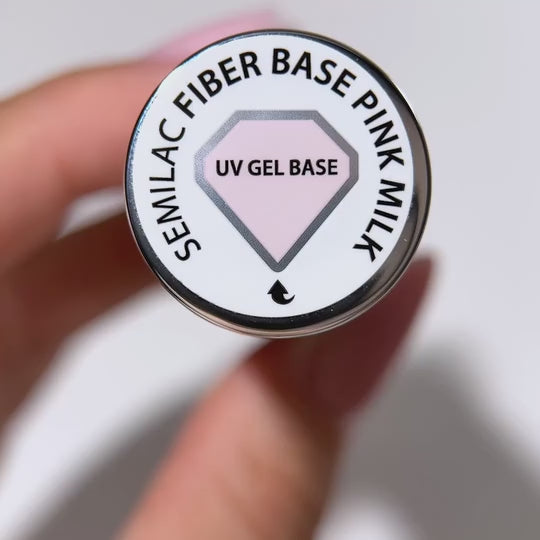 SEMILAC FIBER BASE PINK MILK
UV GEL BASE